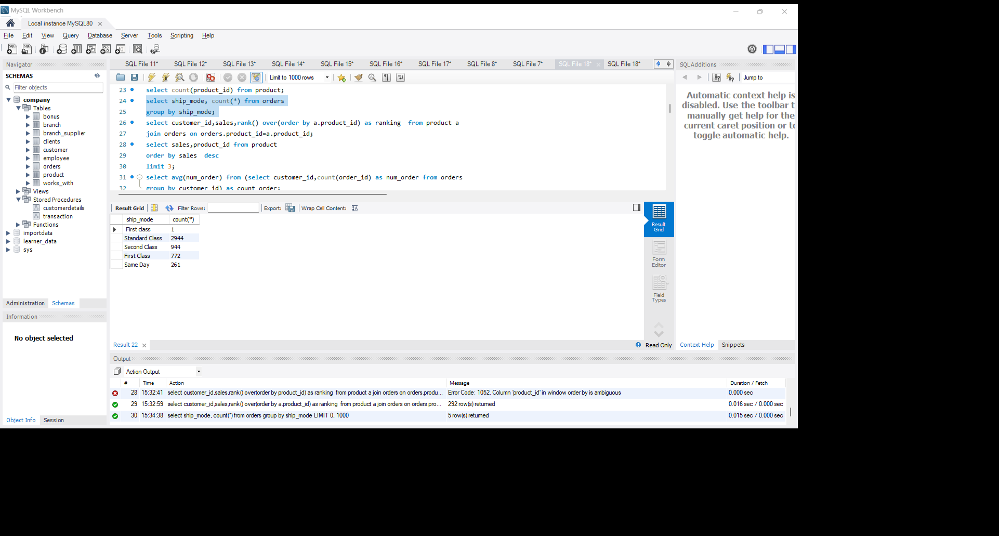 MySQL Workbench
Local instance MySQL80
File Edit View Query Database Server Tools Scripting Help
Navigator
SCHEMAS
Filter objects
company
Tables
bonus
branch
branch_supplier
clients
customer
employee
orders
product
works_with
Views
Stored Procedures
customerdetails
transaction
Functions
importdata
learner_data
sys
Administration Schemas
Information
No object selected
Object Info Session
SQL File 11* SQL File 12* SQL File 13* SQL File 14* SQL File 15* SQL File 16* SQL File 17* SQL File 8* SQL File 7* SQL File 18* SQL File 18*
Limit to 1000 rows
23 select count(product_id) from product;
24 select ship_mode, count(*) from orders
25 group by ship_mode;
26 select customer_id,sales,rank() over(order by a.product_id) as ranking  from product a
27 join orders on orders.product_id=a.product_id;
28 select sales,product_id from product
29 order by sales  desc
30 limit 3;
31 select avg(num_order) from (select customer_id,count(order_id) as num_order from orders
32 group by customer_id) as count_order;
Result Grid Filter Rows: Export: Wrap Cell Content:
ship_mode count(*)
First class 1
Standard Class 2944
Second Class 944
First Class 772
Same Day 261
Result Grid
Form Editor
Field Types
Result 22
Read Only
SQLAdditions
Jump to
Automatic context help is
disabled. Use the toolbar t
manually get help for the
current caret position or to
toggle automatic help.
Context Help Snippets
Output
Action Output
# Time Action Message Duration / Fetch
28 15:32:41 select customer_id,sales,rank() over(order by product_id) as ranking  from product a join orders on orders.produ... Error Code: 1052. Column 'product_id' in window order by is ambiguous 0.000 sec
29 15:32:59 select customer_id,sales,rank() over(order by a.product_id) as ranking  from product a join orders on orders.pro... 292 row(s) returned 0.016 sec / 0.000 sec
30 15:34:38 select ship_mode, count(*) from orders group by ship_mode LIMIT 0, 1000 5 row(s) returned 0.015 sec / 0.000 sec